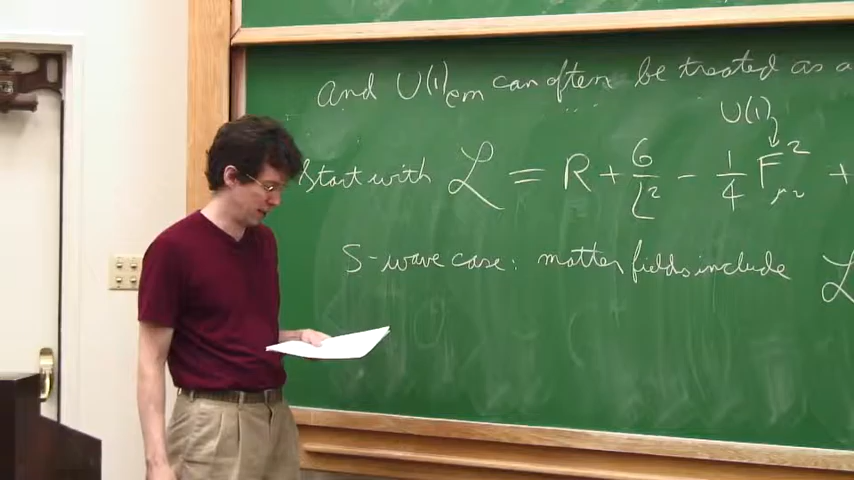 and U(1)em can often be treated as a
U(1)
Start with ℒ = R + 6/L² - 1/4 F²μν +
S-wave case: matter fields include ℒ